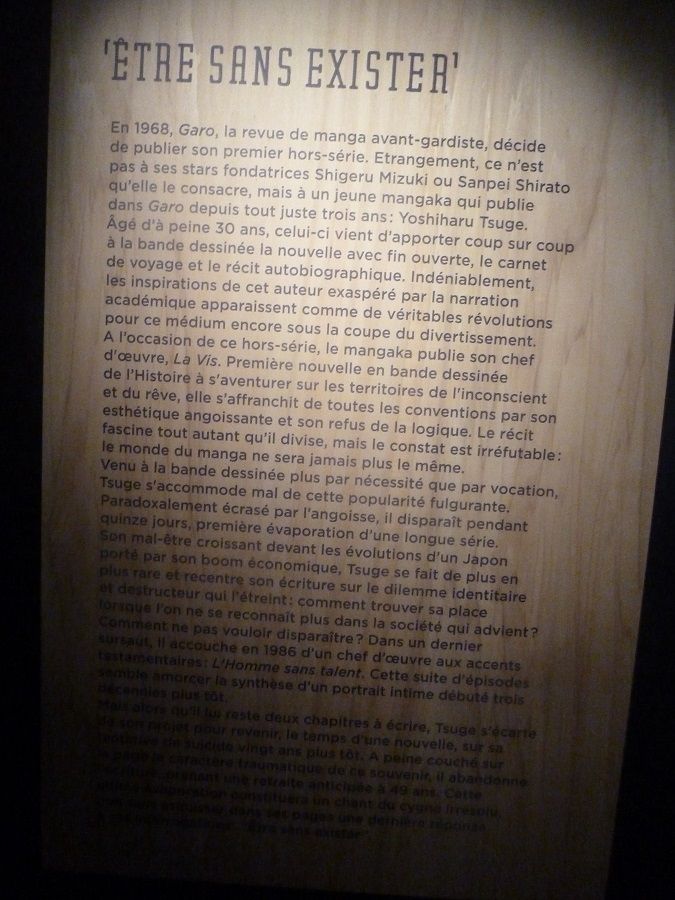 'ÊTRE SANS EXISTER'
En 1968, Garo, la revue de manga avant-gardiste, décide
de publier son premier hors-série. Etrangement, ce n'est
pas à ses stars fondatrices Shigeru Mizuki ou Sanpei Shirato
qu'elle le consacre, mais à un jeune mangaka qui publie
dans Garo depuis tout juste trois ans : Yoshiharu Tsuge.
Âgé d'à peine 30 ans, celui-ci vient d'apporter coup sur coup
à la bande dessinée la nouvelle avec fin ouverte, le carnet
de voyage et le récit autobiographique. Indéniablement,
les inspirations de cet auteur exaspéré par la narration
académique apparaissent comme de véritables révolutions
pour ce médium encore sous la coupe du divertissement.
A l'occasion de ce hors-série, le mangaka publie son chef
d'œuvre, La Vis. Première nouvelle en bande dessinée
de l'Histoire à s'aventurer sur les territoires de l'inconscient
et du rêve, elle s'affranchit de toutes les conventions par son
esthétique angoissante et son refus de la logique. Le récit
fascine tout autant qu'il divise, mais le constat est irréfutable :
le monde du manga ne sera jamais plus le même.
Venu à la bande dessinée plus par nécessité que par vocation,
Tsuge s'accommode mal de cette popularité fulgurante.
Paradoxalement écrasé par l'angoisse, il disparaît pendant
quinze jours, première évaporation d'une longue série.
Son mal-être croissant devant les évolutions d'un Japon
porté par son boom économique, Tsuge se fait de plus en
plus rare et recentre son écriture sur le dilemme identitaire
et destructeur qui l'étreint : comment trouver sa place
lorsque l'on ne se reconnaît plus dans la société qui advient ?
Comment ne pas vouloir disparaître ? Dans un dernier
sursaut, il accouche en 1986 d'un chef d'œuvre aux accents
testamentaires : L'Homme sans talent. Cette suite d'épisodes
semble amorcer la synthèse d'un portrait intime débuté trois
décennies plus tôt.
Mais alors qu'il lui reste deux chapitres à écrire, Tsuge s'écarte
de son projet pour revenir, le temps d'une nouvelle, sur sa
tentative de suicide vingt ans plus tôt. A peine couché sur
la page le caractère traumatique de ce souvenir, il abandonne
l'écriture, prenant une retraite anticipée à 49 ans. Cette
évaporation constituera un chant du cygne irrésolu,
dans ses pages une dernière réponse
"Être sans exister".